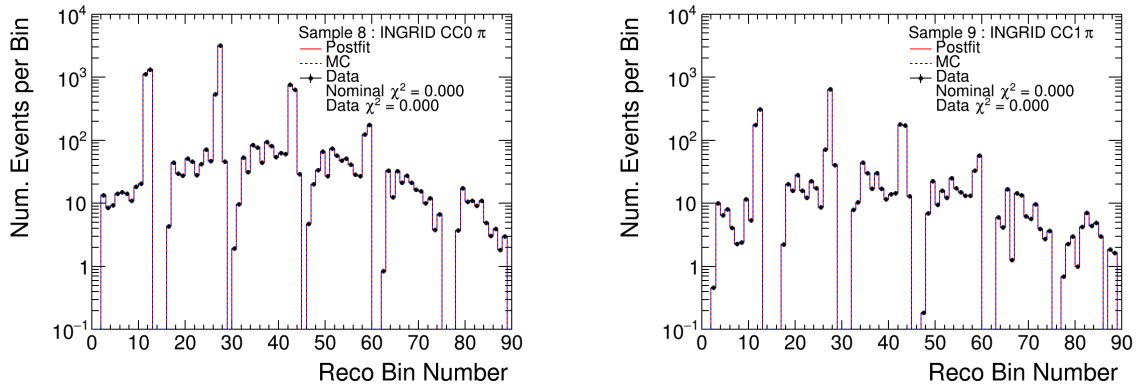 Num. Events per Bin
10⁴
10³
10²
10
1
10⁻¹
Sample 8 : INGRID CC0 π
Postfit
MC
Data
Nominal χ² = 0.000
Data χ² = 0.000
0 10 20 30 40 50 60 70 80 90
Reco Bin Number
Num. Events per Bin
10⁴
10³
10²
10
1
10⁻¹
Sample 9 : INGRID CC1 π
Postfit
MC
Data
Nominal χ² = 0.000
Data χ² = 0.000
0 10 20 30 40 50 60 70 80 90
Reco Bin Number